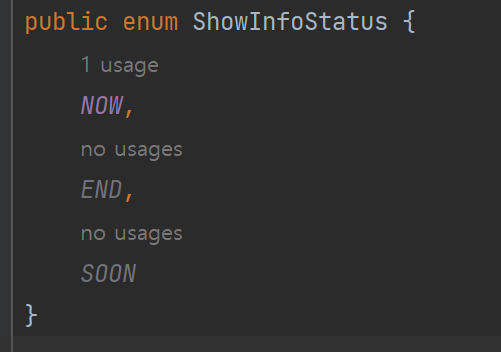 public enum ShowInfoStatus {
1 usage
NOW,
no usages
END,
no usages
SOON
}